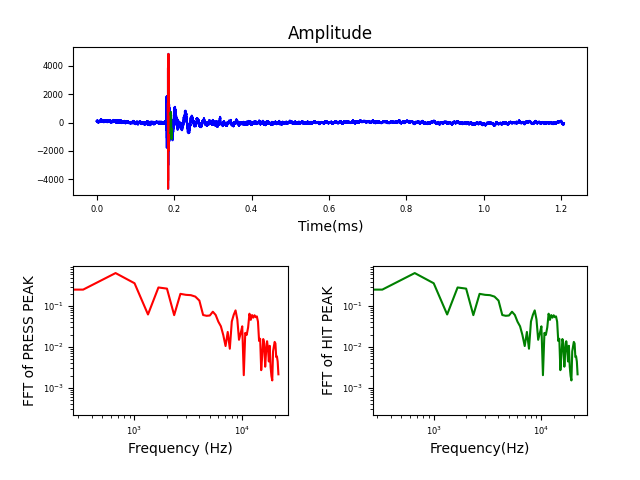 Amplitude
4000
2000
0
−2000
−4000
0.0 0.2 0.4 0.6 0.8 1.0 1.2
Time(ms)
FFT of PRESS PEAK
10⁻¹
10⁻²
10⁻³
10³ 10⁴
Frequency (Hz)
FFT of HIT PEAK
10⁻¹
10⁻²
10⁻³
10³ 10⁴
Frequency(Hz)